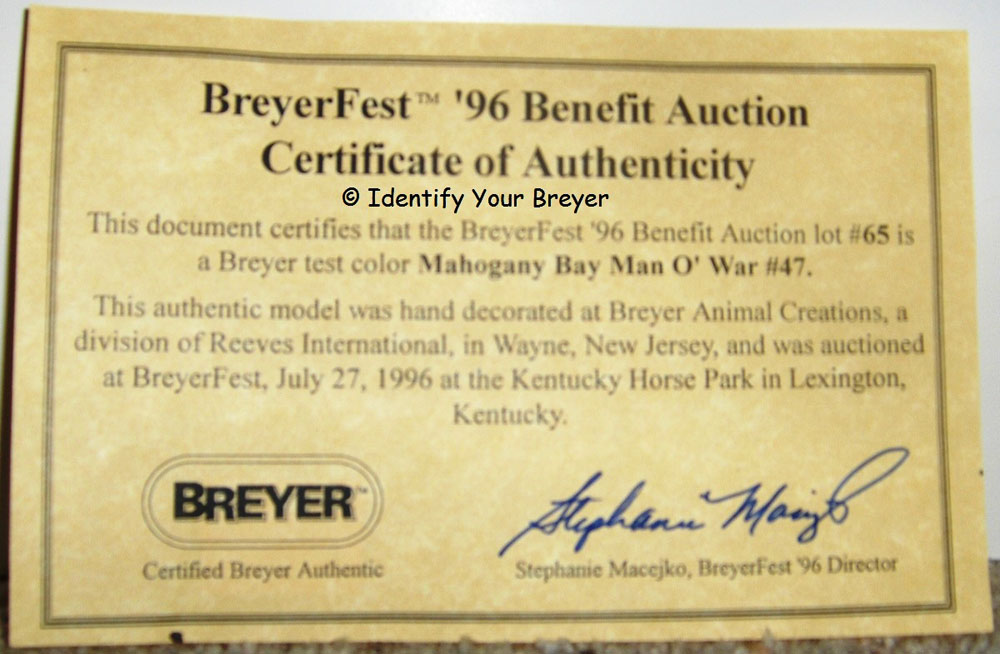 BreyerFest™ '96 Benefit Auction
Certificate of Authenticity
© Identify Your Breyer
This document certifies that the BreyerFest '96 Benefit Auction lot #65 is
a Breyer test color Mahogany Bay Man O' War #47.
This authentic model was hand decorated at Breyer Animal Creations, a
division of Reeves International, in Wayne, New Jersey, and was auctioned
at BreyerFest, July 27, 1996 at the Kentucky Horse Park in Lexington,
Kentucky.
BREYER™
Stephanie Macejko
Certified Breyer Authentic
Stephanie Macejko, BreyerFest '96 Director